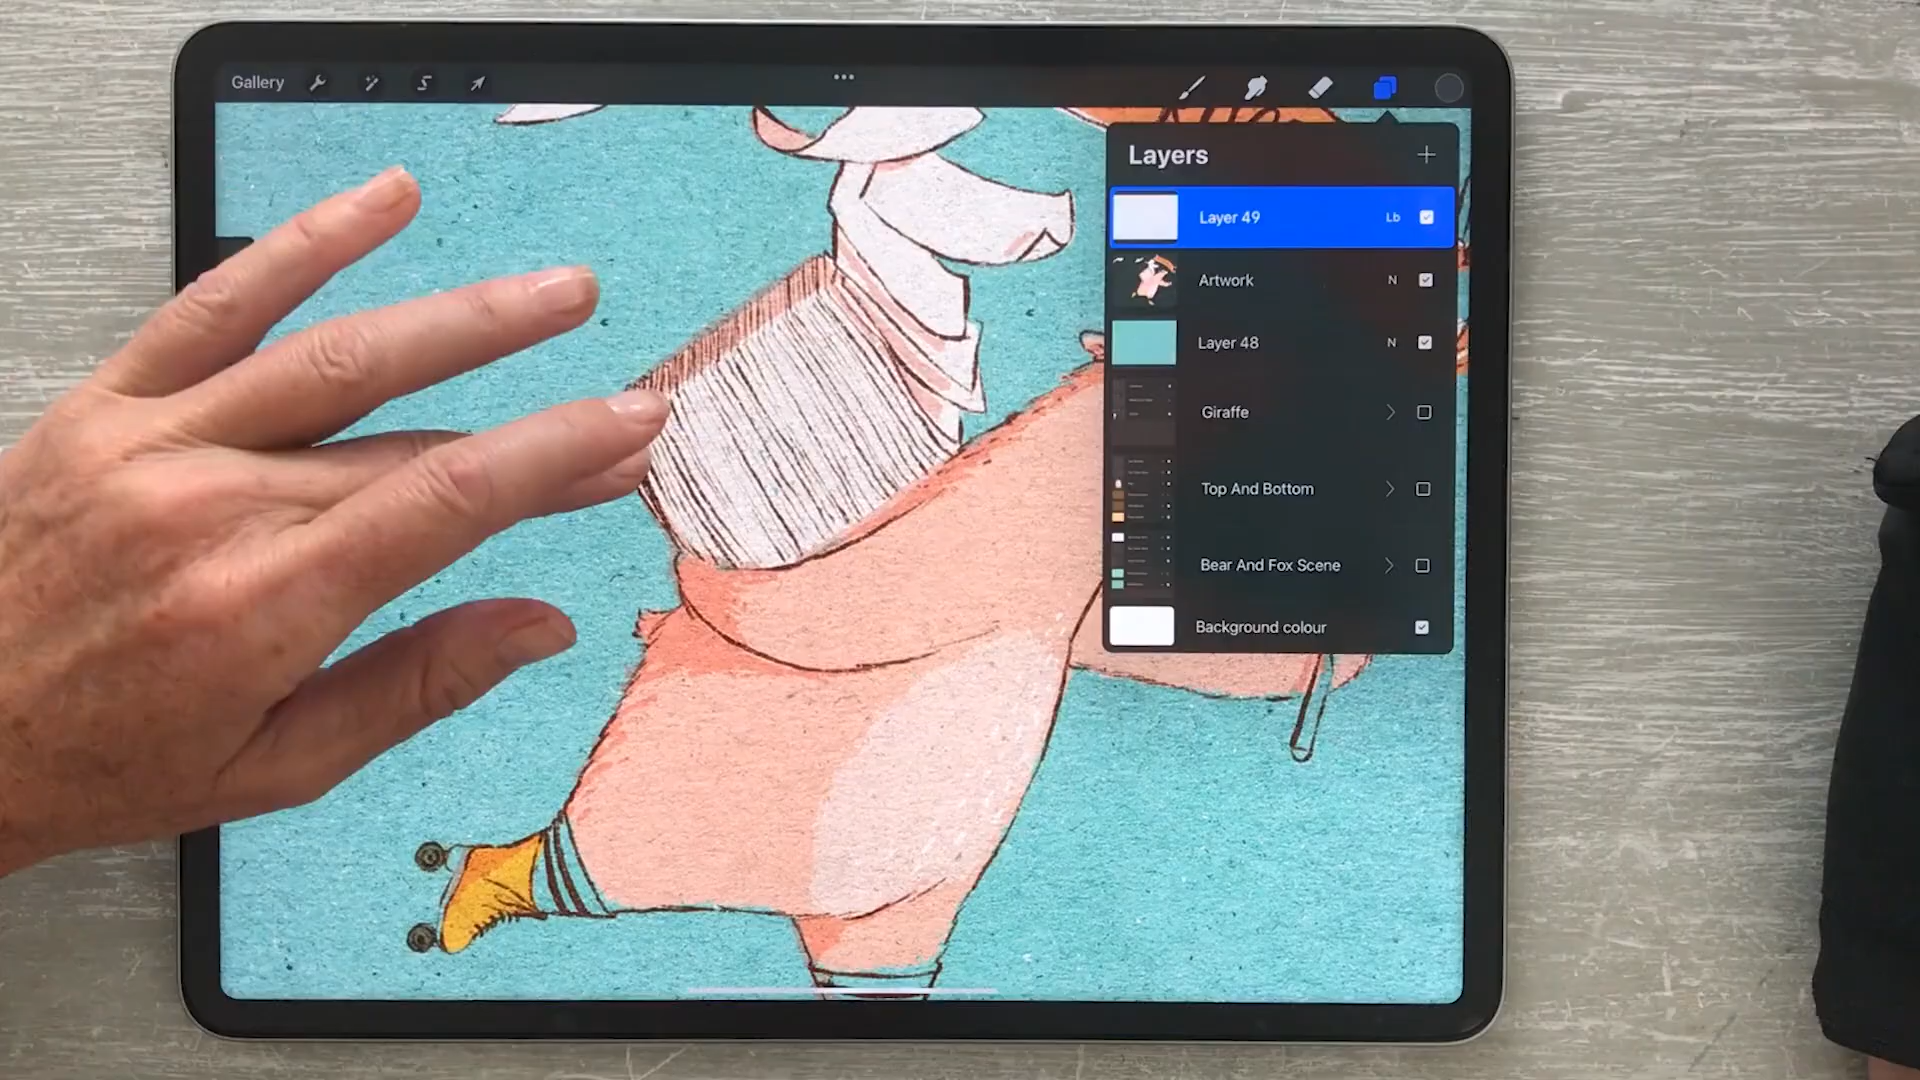 Gallery
Layers
Layer 49 Lb
Artwork N
Layer 48 N
Giraffe
Top And Bottom
Bear And Fox Scene
Background colour